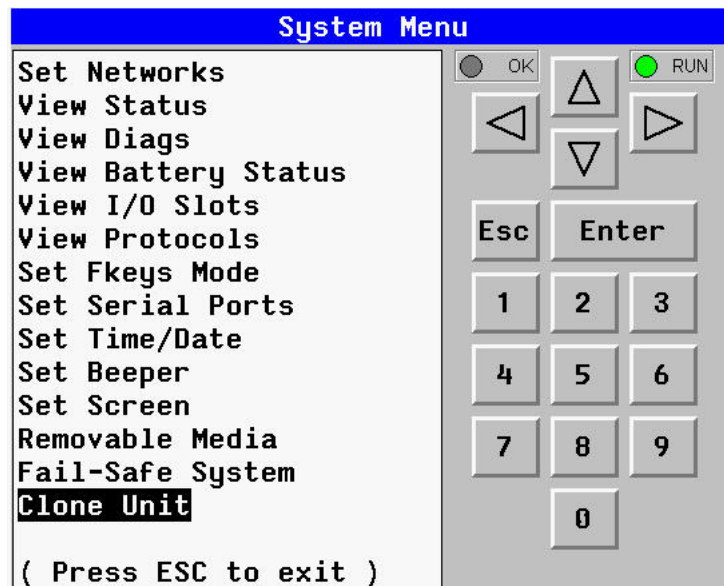 System Menu
Set Networks
View Status
View Diags
View Battery Status
View I/O Slots
View Protocols
Set Fkeys Mode
Set Serial Ports
Set Time/Date
Set Beeper
Set Screen
Removable Media
Fail-Safe System
Clone Unit
( Press ESC to exit )
OK
RUN
Esc
Enter
1
2
3
4
5
6
7
8
9
0